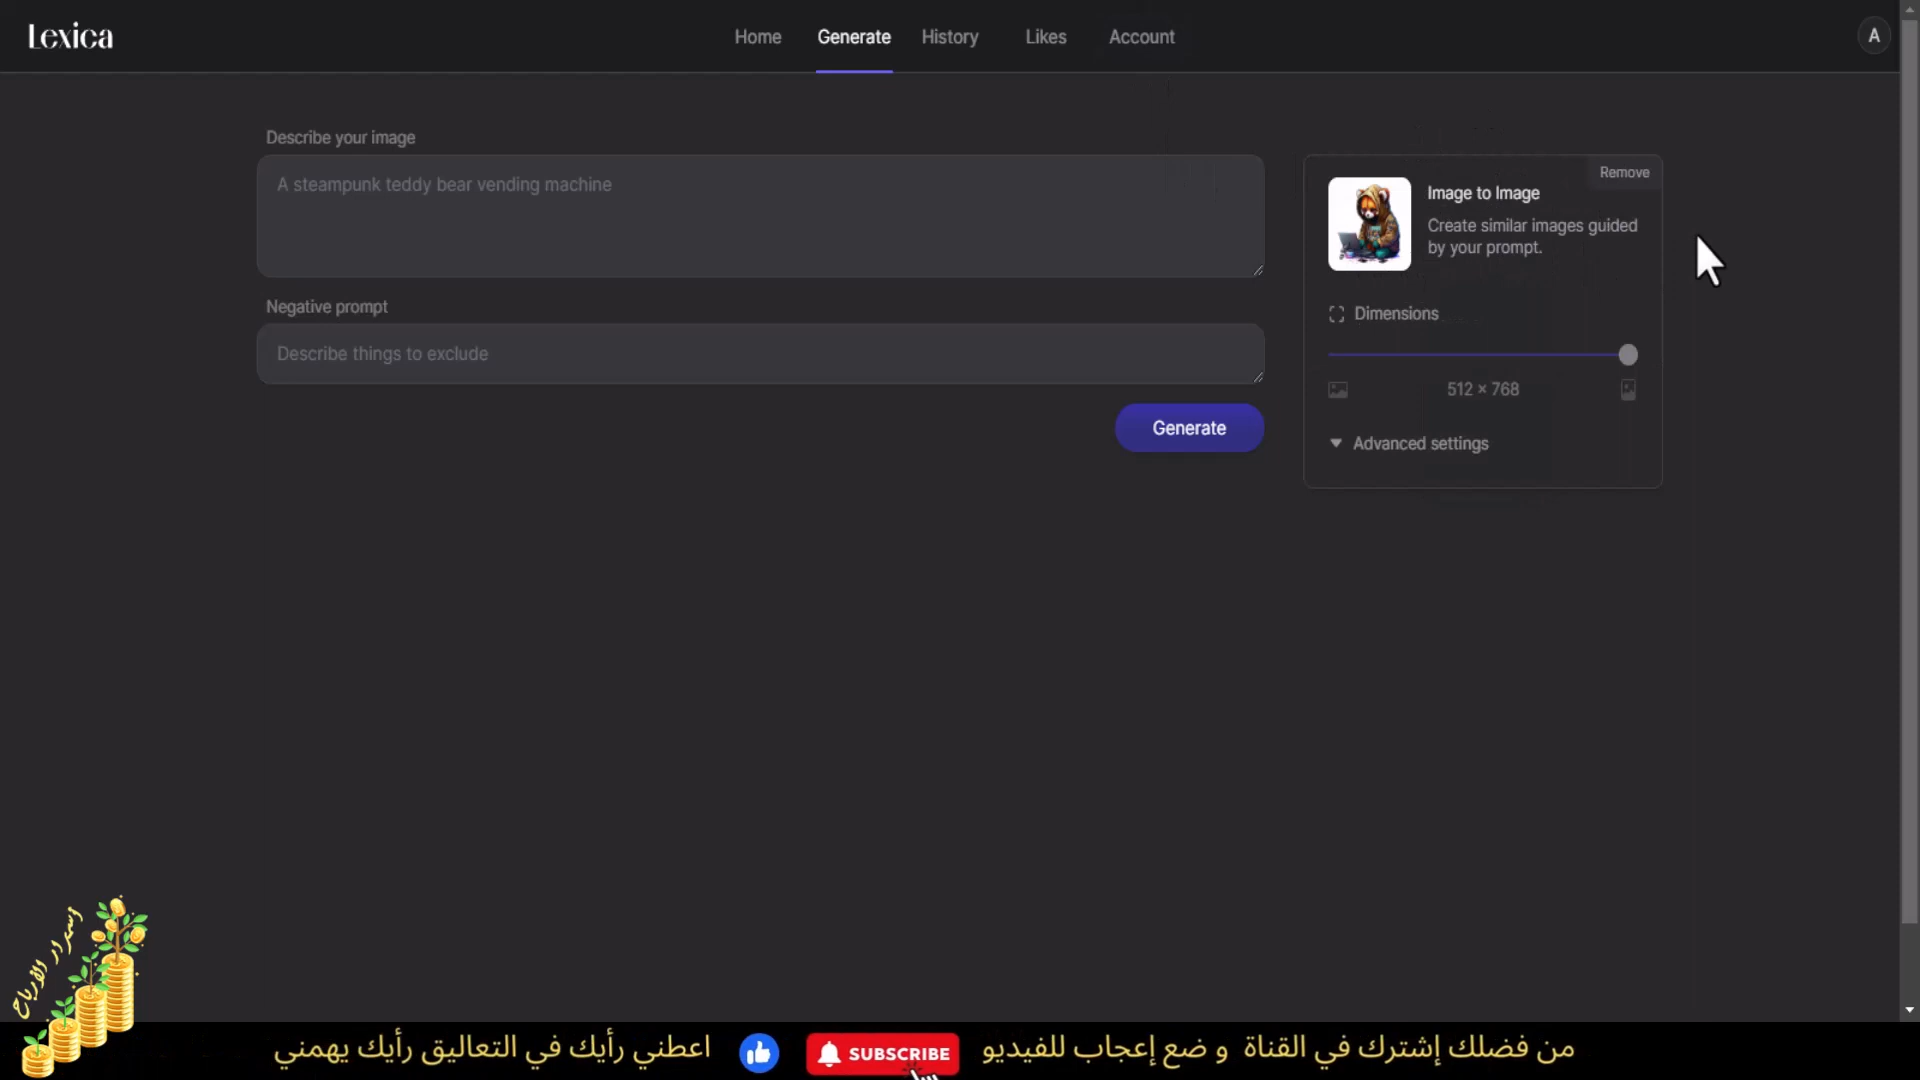 Lexica
Home Generate History Likes Account
A
Describe your image
A steampunk teddy bear vending machine
Negative prompt
Describe things to exclude
Generate
Remove
Image to Image
Create similar images guided
by your prompt.
Dimensions
512 × 768
Advanced settings
من فضلك إشترك في القناة و ضع إعجاب للفيديو
SUBSCRIBE
اعطني رأيك في التعاليق رأيك يهمني